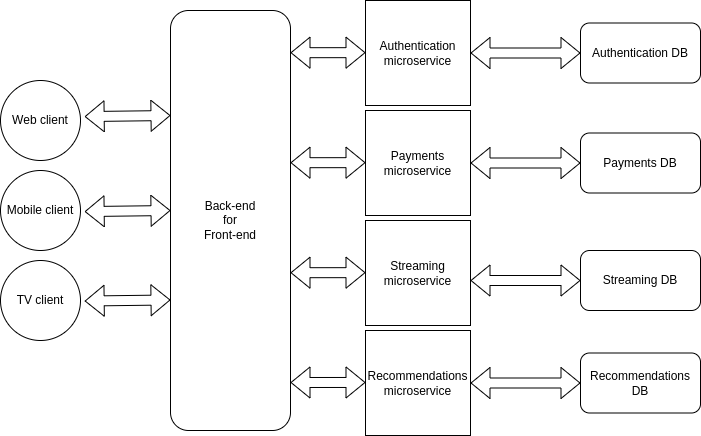 Authentication
microservice
Authentication DB
Web client
Payments
microservice
Payments DB
Mobile client
Back-end
for
Front-end
TV client
Streaming
microservice
Streaming DB
Recommendations
microservice
Recommendations
DB